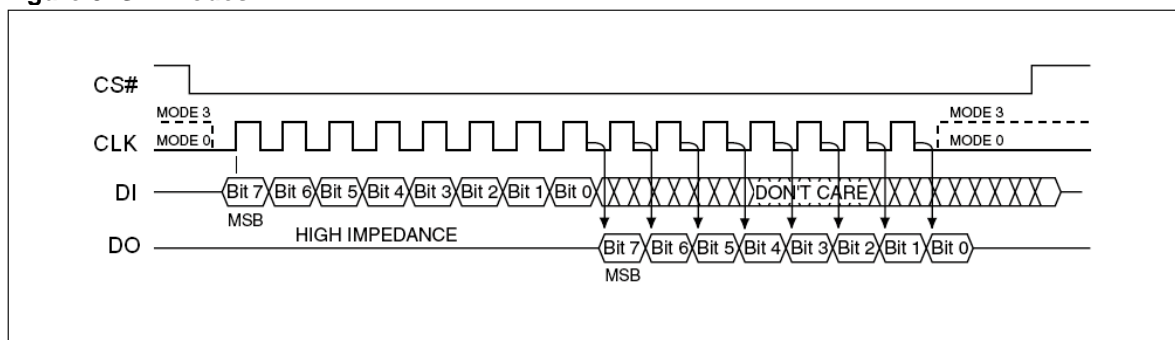 CS#
MODE 3
MODE 3
CLK
MODE 0
MODE 0
DI
Bit 7
Bit 6
Bit 5
Bit 4
Bit 3
Bit 2
Bit 1
Bit 0
DON'T CARE
MSB
HIGH IMPEDANCE
DO
Bit 7
Bit 6
Bit 5
Bit 4
Bit 3
Bit 2
Bit 1
Bit 0
MSB